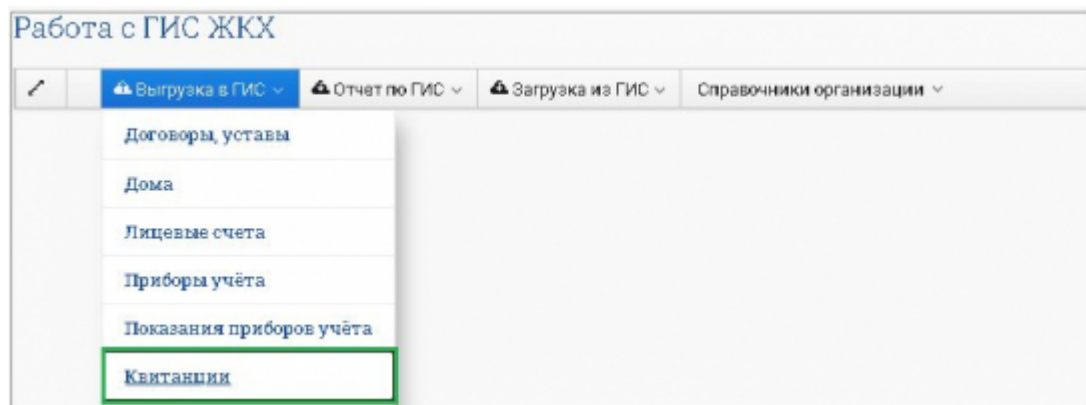 Работа с ГИС ЖКХ
Выгрузка в ГИС Отчет по ГИС Загрузка из ГИС Справочники организации
Договоры, уставы
Дома
Лицевые счета
Приборы учёта
Показания приборов учёта
Квитанции